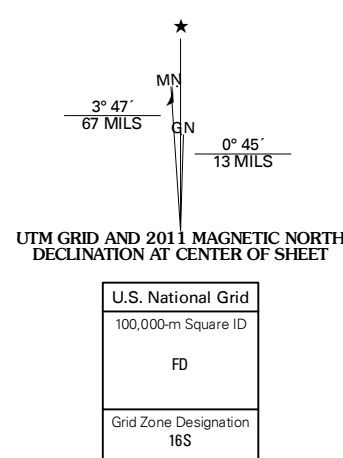 ★
MN
3° 47´
67 MILS
GN
0° 45´
13 MILS
UTM GRID AND 2011 MAGNETIC NORTH
DECLINATION AT CENTER OF SHEET
U.S. National Grid
100,000-m Square ID
FD
Grid Zone Designation
16S